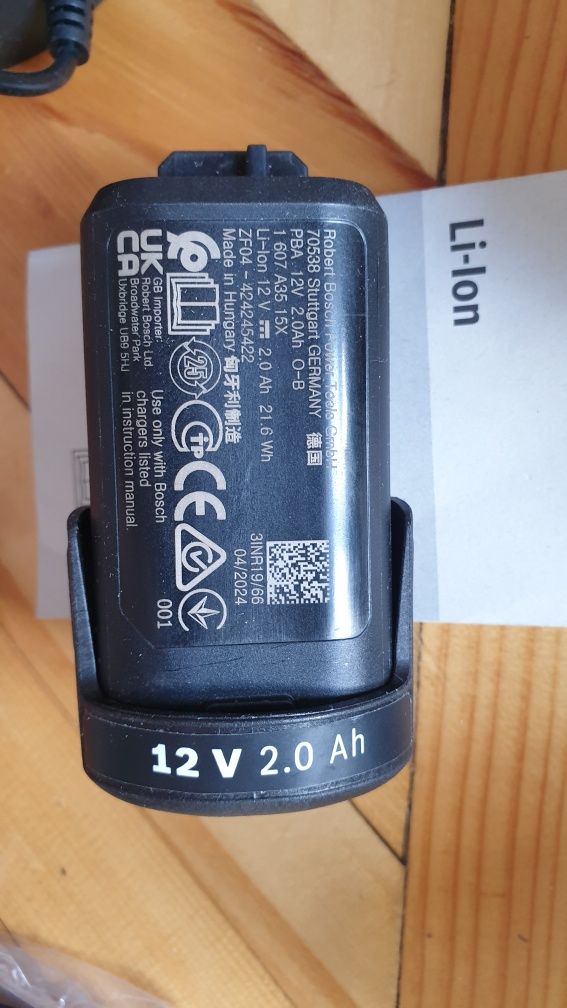 Robert Bosch Power Tools GmbH
70538 Stuttgart GERMANY 德国
PBA 12V 2.0Ah O-B
1 607 A35 15X
Li-Ion 12 V 2.0 Ah 21.6 Wh
ZF04 - 424245422
Made in Hungary 匈牙利制造
3INR19/66
04/2024
25
TP
CE
001
UK
CA
GB Importer:
Robert Bosch Ltd.
Broadwater Park
Uxbridge UB9 5HJ
Use only with Bosch
chargers listed
in instruction manual.
12 V 2.0 Ah
Li-Ion